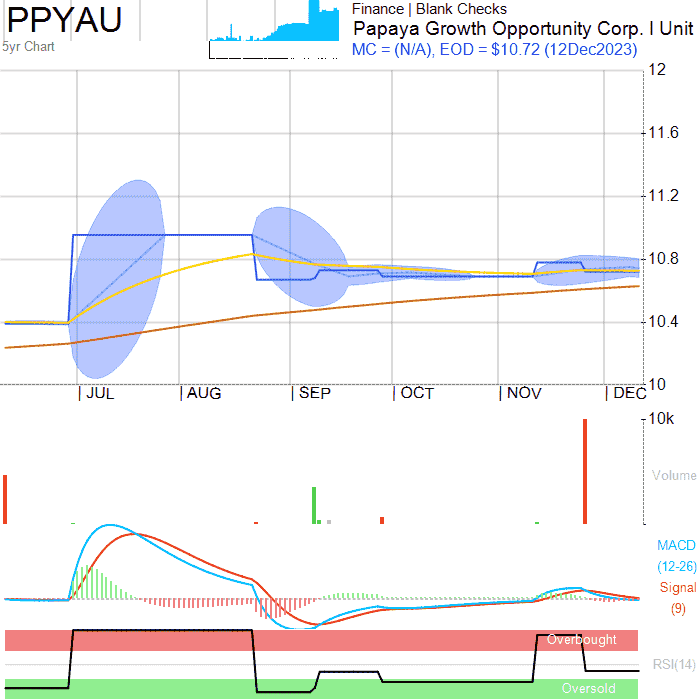 PPYAU
5yr Chart
Finance | Blank Checks
Papaya Growth Opportunity Corp. I Unit
MC = (N/A), EOD = $10.72 (12Dec2023)
12
11.6
11.2
10.8
10.4
10
| JUL | AUG | SEP | OCT | NOV | DEC
10k
Volume
MACD
(12-26)
Signal
(9)
Overbought
RSI(14)
Oversold